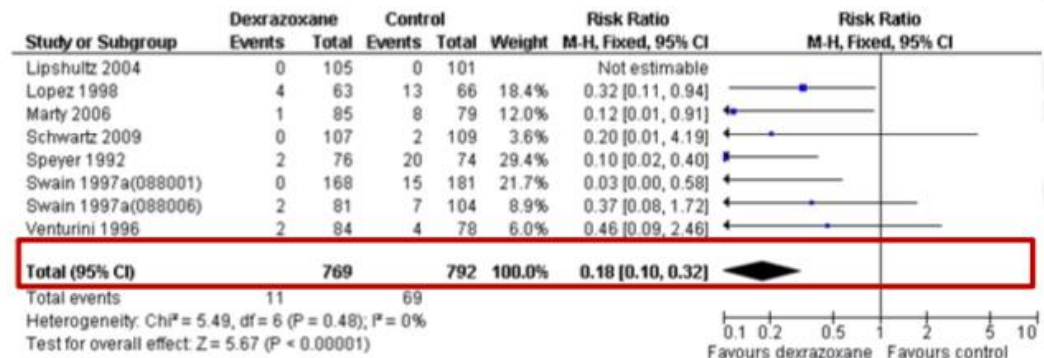 Dexrazoxane Control Risk Ratio Risk Ratio
Study or Subgroup Events Total Events Total Weight M-H, Fixed, 95% CI M-H, Fixed, 95% CI
Lipshultz 2004 0 105 0 101 Not estimable
Lopez 1998 4 63 13 66 18.4% 0.32 [0.11, 0.94]
Marty 2006 1 85 8 79 12.0% 0.12 [0.01, 0.91]
Schwartz 2009 0 107 2 109 3.6% 0.20 [0.01, 4.19]
Speyer 1992 2 76 20 74 29.4% 0.10 [0.02, 0.40]
Swain 1997a(088001) 0 168 15 181 21.7% 0.03 [0.00, 0.58]
Swain 1997a(088006) 2 81 7 104 8.9% 0.37 [0.08, 1.72]
Venturini 1996 2 84 4 78 6.0% 0.46 [0.09, 2.46]
Total (95% CI) 769 792 100.0% 0.18 [0.10, 0.32]
Total events 11 69
Heterogeneity: Chi² = 5.49, df = 6 (P = 0.48); I² = 0%
Test for overall effect: Z = 5.67 (P < 0.00001)
0.1 0.2 0.5 1 2 5 10
Favours dexrazoxane Favours control